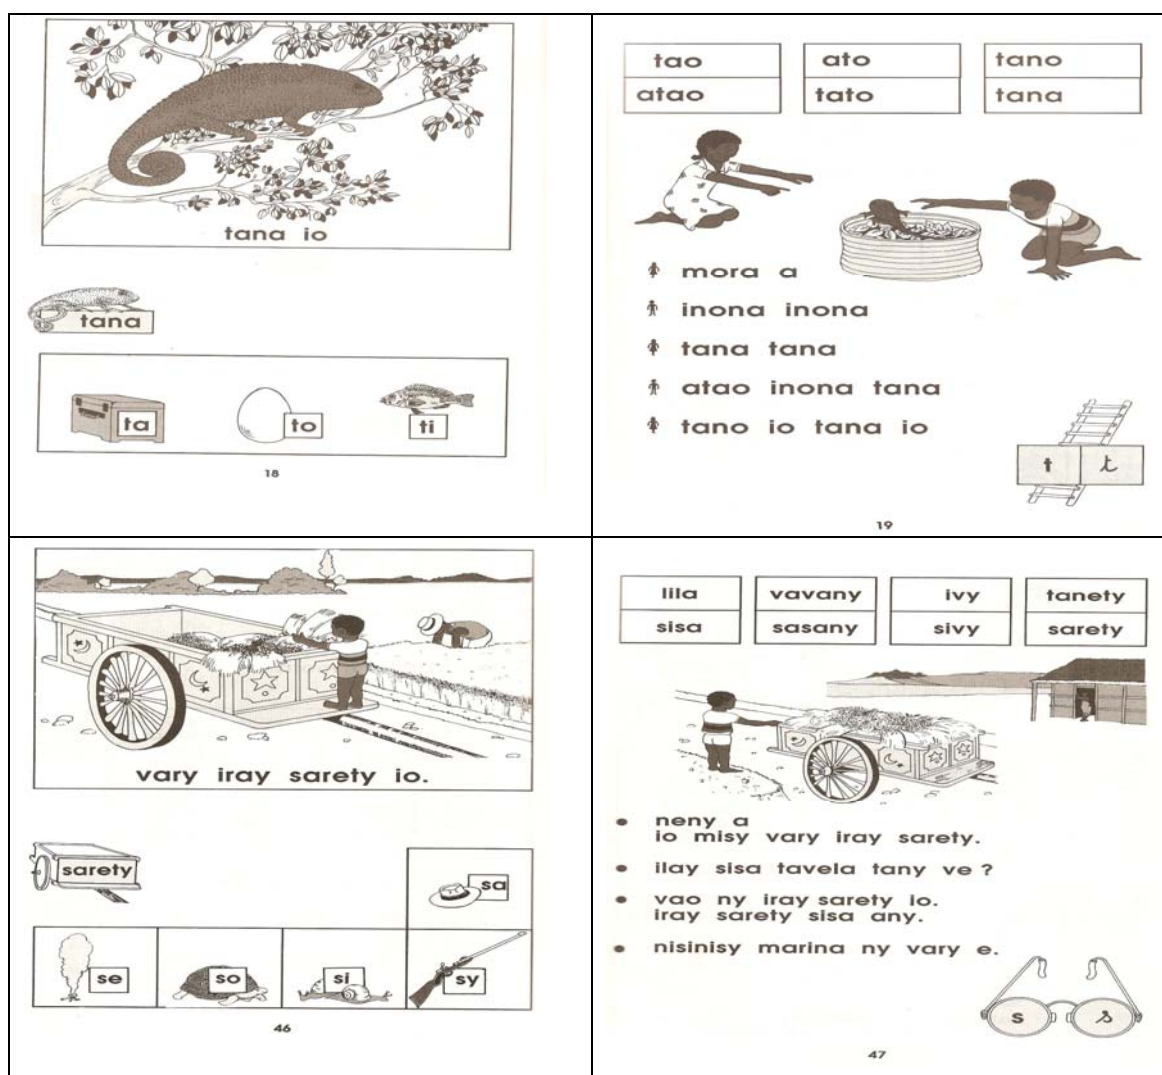 tana io
tana
ta to ti
18
tao ato tano
atao tato tana
mora a
inona inona
tana tana
atao inona tana
tano io tana io
t t
19
vary iray sarety io.
sarety
sa
se so si sy
46
lila vavany ivy tanety
sisa sasany sivy sarety
neny a
io misy vary iray sarety.
ilay sisa tavela tany ve ?
vao ny iray sarety io.
iray sarety sisa any.
nisinisy marina ny vary e.
s s
47